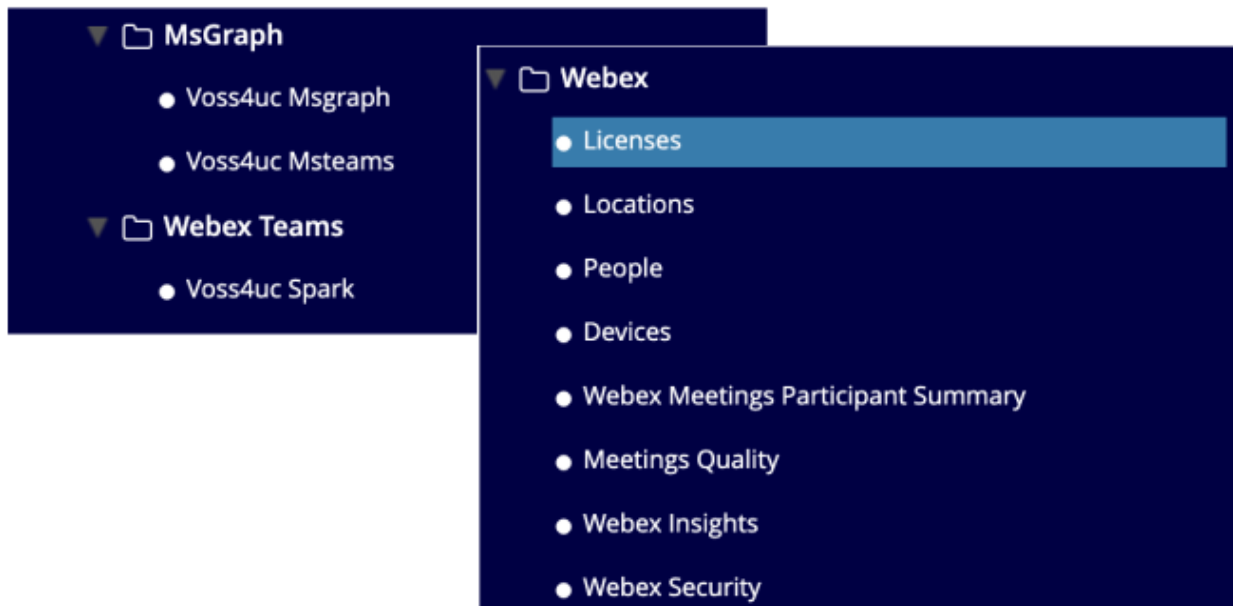 MsGraph
Voss4uc Msgraph
Voss4uc Msteams
Webex Teams
Voss4uc Spark
Webex
Licenses
Locations
People
Devices
Webex Meetings Participant Summary
Meetings Quality
Webex Insights
Webex Security